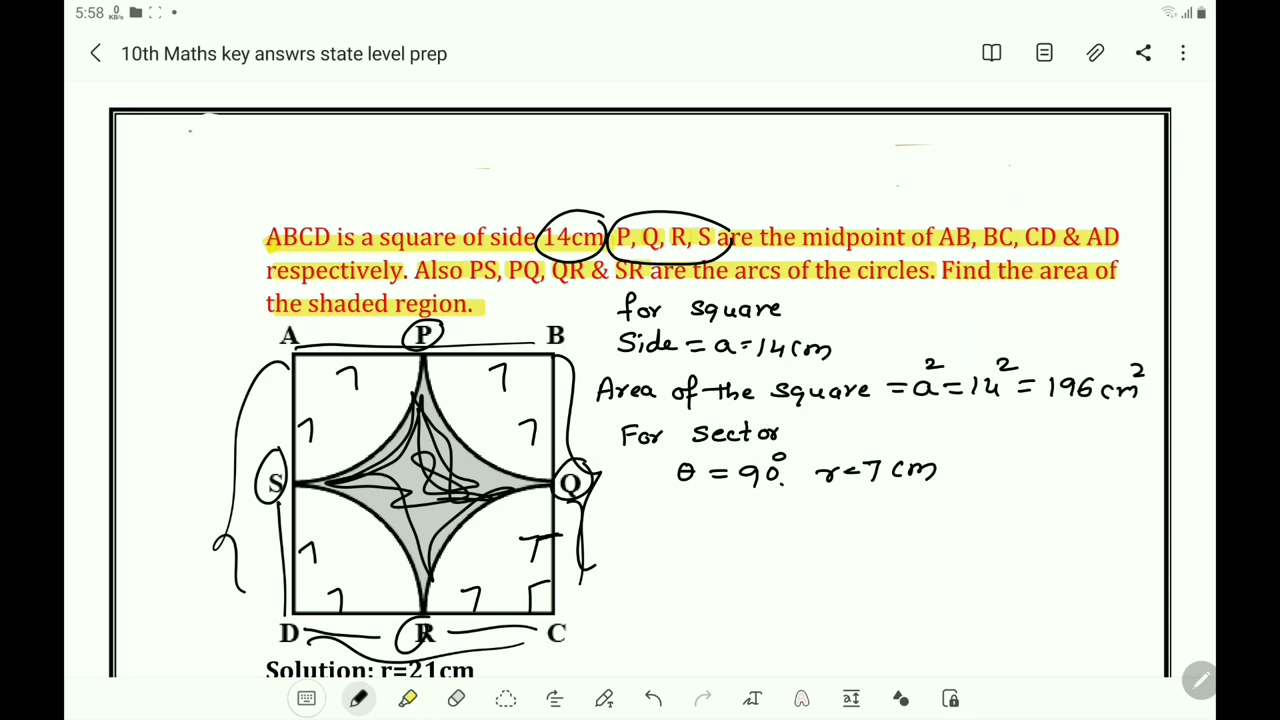 5:58 0 KB/s
10th Maths key answrs state level prep
ABCD is a square of side 14cm P, Q, R, S are the midpoint of AB, BC, CD & AD
respectively. Also PS, PQ, QR & SR are the arcs of the circles. Find the area of
the shaded region.
for square
Side = a = 14cm
Area of the square = a² = 14² = 196 cm²
For sector
θ = 90°. r = 7 cm
A P B
7 7
7 7
S Q
7 7
7 7
D R C
Solution: r=21cm